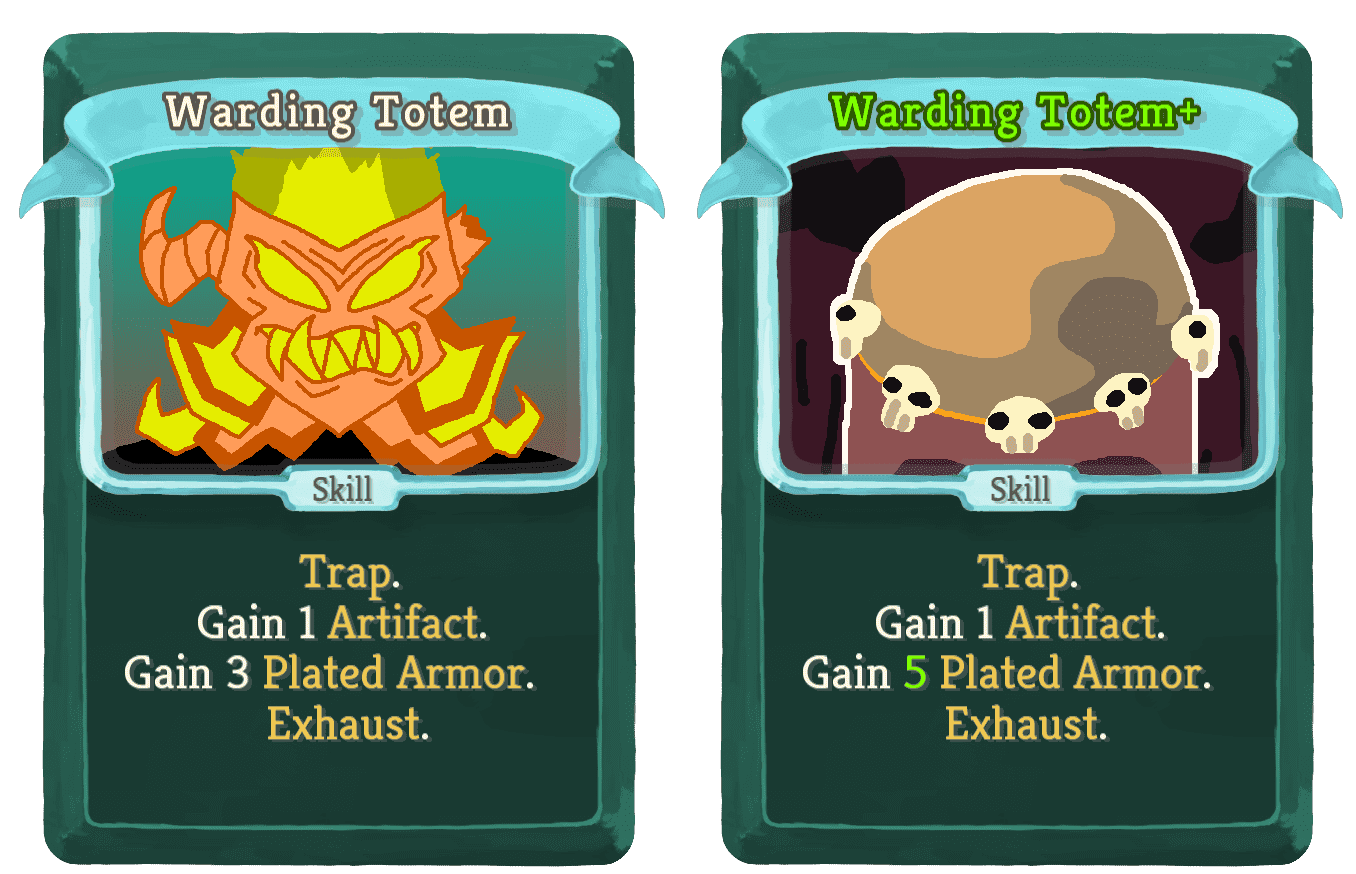 Warding Totem
Skill
Trap.
Gain 1 Artifact.
Gain 3 Plated Armor.
Exhaust.
Warding Totem+
Skill
Trap.
Gain 1 Artifact.
Gain 5 Plated Armor.
Exhaust.